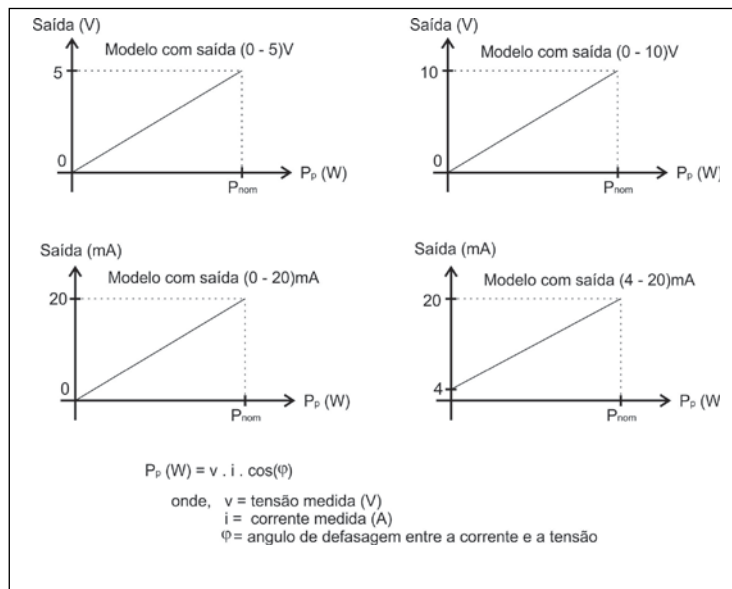 Saída (V)
Modelo com saída (0 - 5)V
5
0
Pₚ (W)
Pₙₒₘ
Saída (V)
Modelo com saída (0 - 10)V
10
0
Pₚ (W)
Pₙₒₘ
Saída (mA)
Modelo com saída (0 - 20)mA
20
0
Pₚ (W)
Pₙₒₘ
Saída (mA)
Modelo com saída (4 - 20)mA
20
4
Pₚ (W
Pₙₒₘ
Pₚ (W) = v . i . cos(φ)
onde, v = tensão medida (V)
i = corrente medida (A)
φ= angulo de defasagem entre a corrente e a tensão